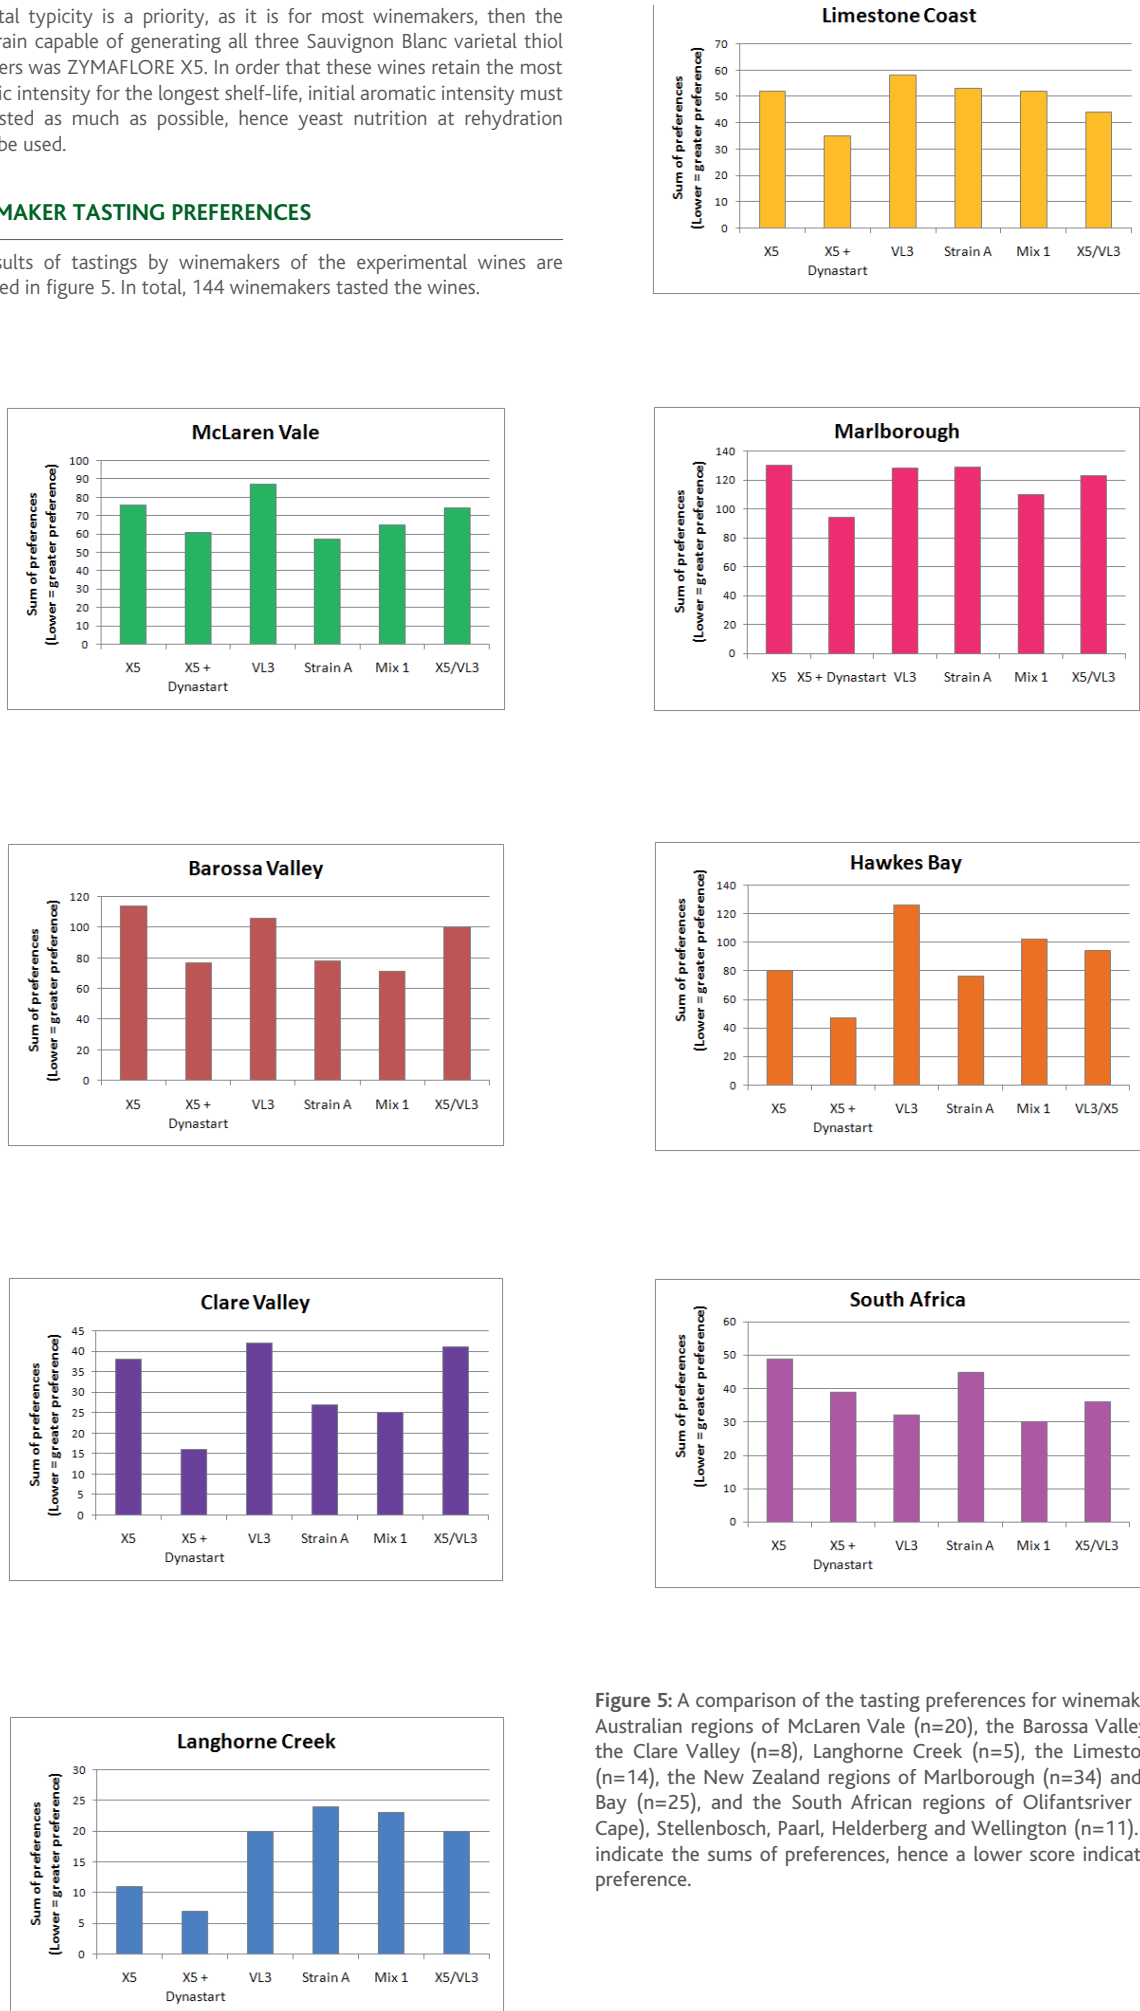 tal typicity is a priority, as it is for most winemakers, then the
rain capable of generating all three Sauvignon Blanc varietal thiol
ers was ZYMAFLORE X5. In order that these wines retain the most
ic intensity for the longest shelf-life, initial aromatic intensity must
sted as much as possible, hence yeast nutrition at rehydration
be used.
MAKER TASTING PREFERENCES
sults of tastings by winemakers of the experimental wines are
ed in figure 5. In total, 144 winemakers tasted the wines.
Limestone Coast
Sum of preferences
(Lower = greater preference)
70
60
50
40
30
20
10
0
X5 X5 + Dynastart VL3 Strain A Mix 1 X5/VL3
McLaren Vale
Sum of preferences
(Lower = greater preference)
100
90
80
70
60
50
40
30
20
10
0
X5 X5 + Dynastart VL3 Strain A Mix 1 X5/VL3
Marlborough
Sum of preferences
(Lower = greater preference)
140
120
100
80
60
40
20
0
X5 X5 + Dynastart VL3 Strain A Mix 1 X5/VL3
Barossa Valley
Sum of preferences
(Lower = greater preference)
120
100
80
60
40
20
0
X5 X5 + Dynastart VL3 Strain A Mix 1 X5/VL3
Hawkes Bay
Sum of preferences
(Lower = greater preference)
140
120
100
80
60
40
20
0
X5 X5 + Dynastart VL3 Strain A Mix 1 VL3/X5
Clare Valley
Sum of preferences
(Lower = greater preference)
45
40
35
30
25
20
15
10
5
0
X5 X5 + Dynastart VL3 Strain A Mix 1 X5/VL3
South Africa
Sum of preferences
(Lower = greater preference)
60
50
40
30
20
10
0
X5 X5 + Dynastart VL3 Strain A Mix 1 X5/VL3
Langhorne Creek
Sum of preferences
(Lower = greater preference)
30
25
20
15
10
5
0
X5 X5 + Dynastart VL3 Strain A Mix 1 X5/VL3
Figure 5: A comparison of the tasting preferences for winemak
Australian regions of McLaren Vale (n=20), the Barossa Valley
the Clare Valley (n=8), Langhorne Creek (n=5), the Limesto
(n=14), the New Zealand regions of Marlborough (n=34) and
Bay (n=25), and the South African regions of Olifantsriver
Cape), Stellenbosch, Paarl, Helderberg and Wellington (n=11).
indicate the sums of preferences, hence a lower score indicat
preference.